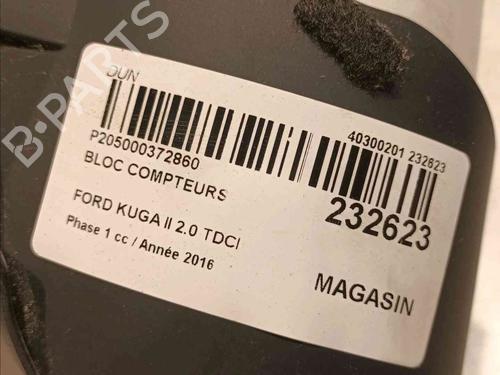 B-PARTS
DUN
P205000372860
40300201 232623
BLOC COMPTEURS
232623
FORD KUGA II 2.0 TDCI
Phase 1 cc / Année 2016
MAGASIN